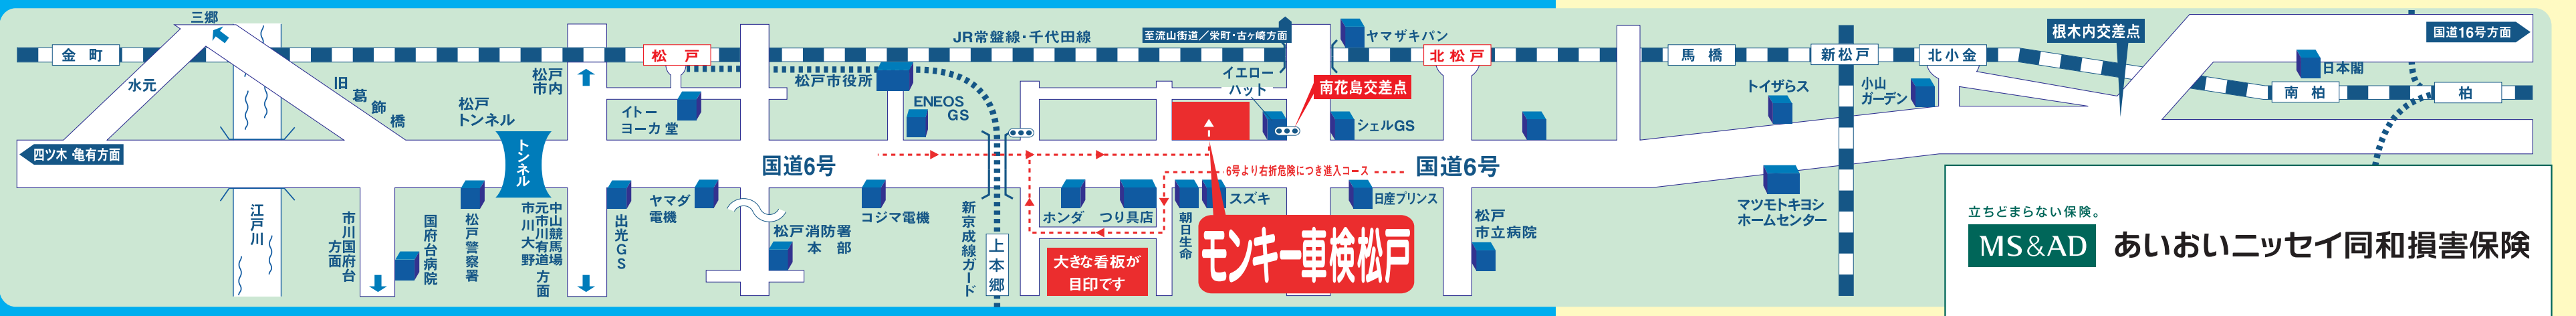 三郷
金町
水元
旧葛飾橋
四ツ木・亀有方面
江戸川
市川国府台方面
国府台病院
松戸トンネル
トンネル
松戸警察署
市川大野
元市川有道
中山競馬場
方面
松戸市内
出光GS
イトーヨーカ堂
松戸
ヤマダ電機
国道6号
松戸消防署本部
松戸市役所
コジマ電機
ENEOS GS
JR常盤線・千代田線
新京成線ガード
上本郷
ホンダ
つり具店
大きな看板が
目印です
朝日生命
スズキ
モンキー車検松戸
6号より右折危険につき進入コース
至流山街道／栄町・古ヶ崎方面
イエローハット
南花島交差点
ヤマザキパン
シェルGS
日産プリンス
北松戸
国道6号
松戸市立病院
馬橋
トイザらス
マツモトキヨシ
ホームセンター
新松戸
小山ガーデン
北小金
根木内交差点
南柏
日本閣
柏
国道16号方面
立ちどまらない保険。
MS&AD
あいおいニッセイ同和損害保険